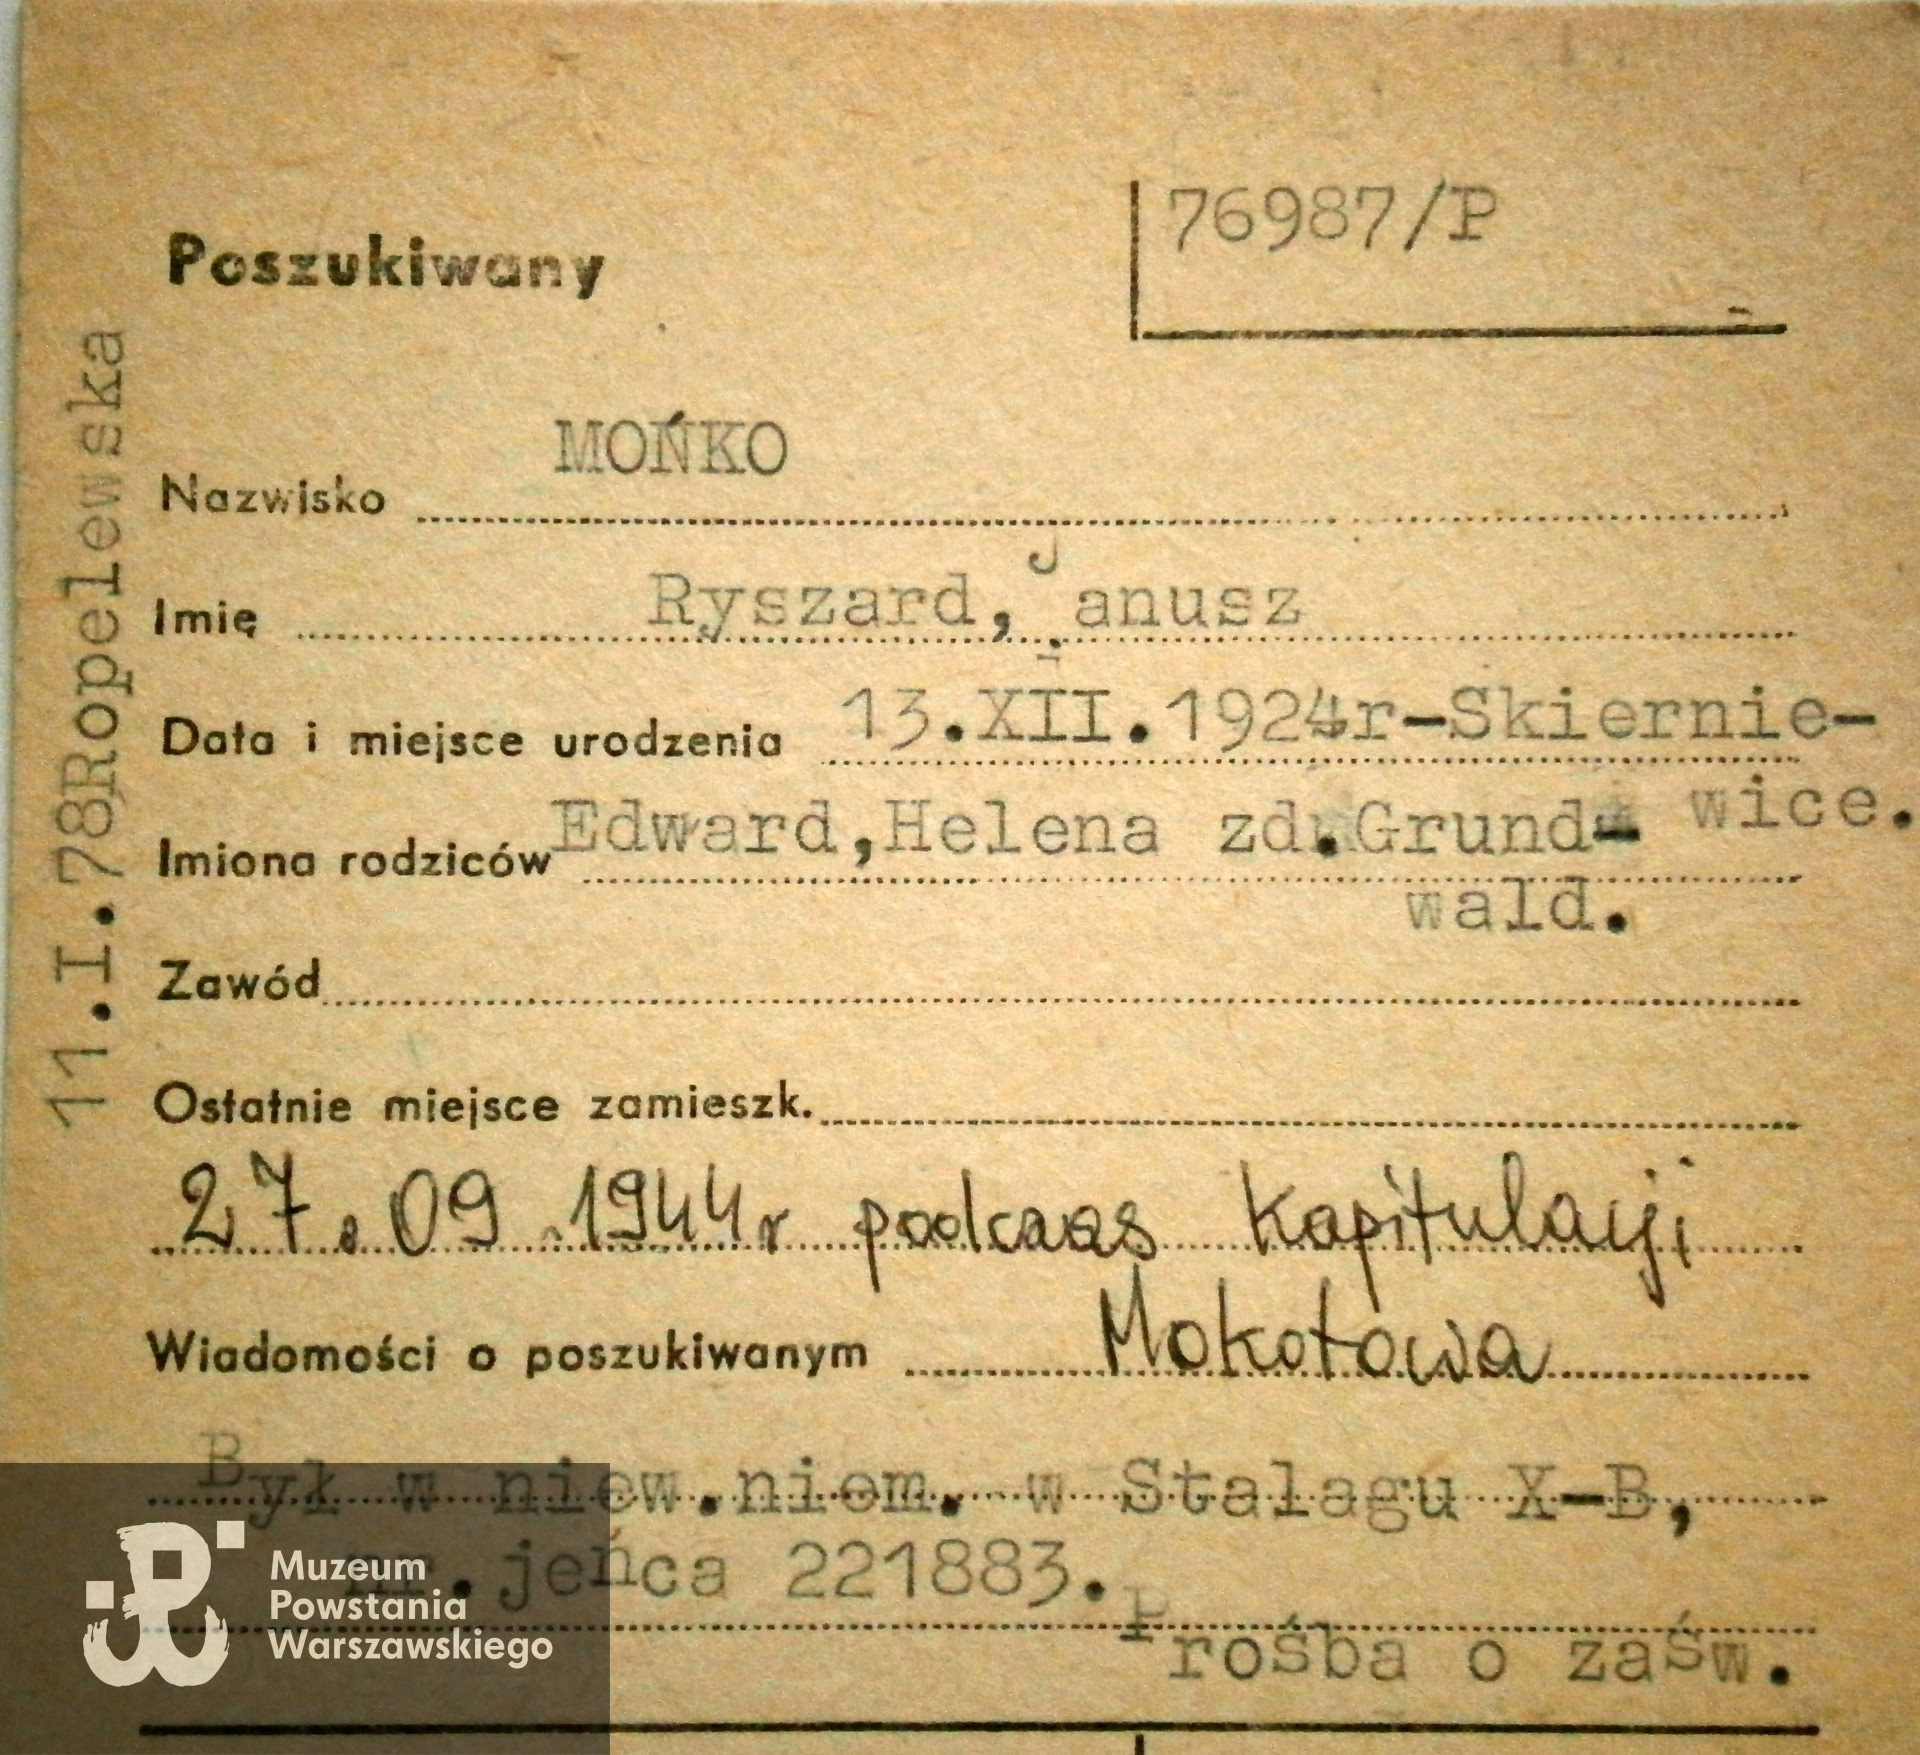 76987/P
Poszukiwany
MOŃKO
Nazwisko
Imię Ryszard, Janusz
Data i miejsce urodzenia 13.XII.1924r-Skiernie-
wice.
Imiona rodziców Edward, Helena zd. Grund-
wald.
Zawód
Ostatnie miejsce zamieszk.
27.09.1944r podczas kapitulacji
Wiadomości o poszukiwanym Mokotowa
Był w niew.niem. w Stalagu X-B,
nr.jeńca 221883.
Prośba o zaśw.
11.I.78Ropelewska
Muzeum
Powstania
Warszawskiego